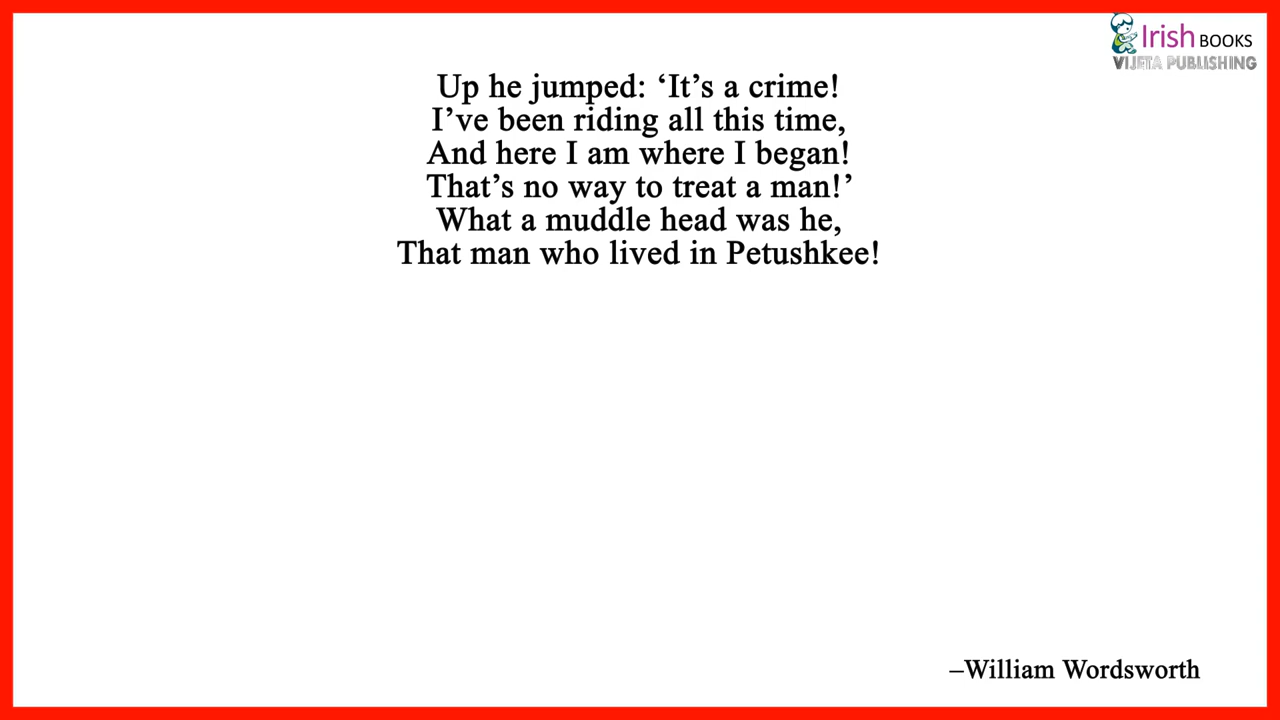 Irish BOOKS
VIJETA PUBLISHING
Up he jumped: ‘It’s a crime!
I’ve been riding all this time,
And here I am where I began!
That’s no way to treat a man!’
What a muddle head was he,
That man who lived in Petushkee!
–William Wordsworth